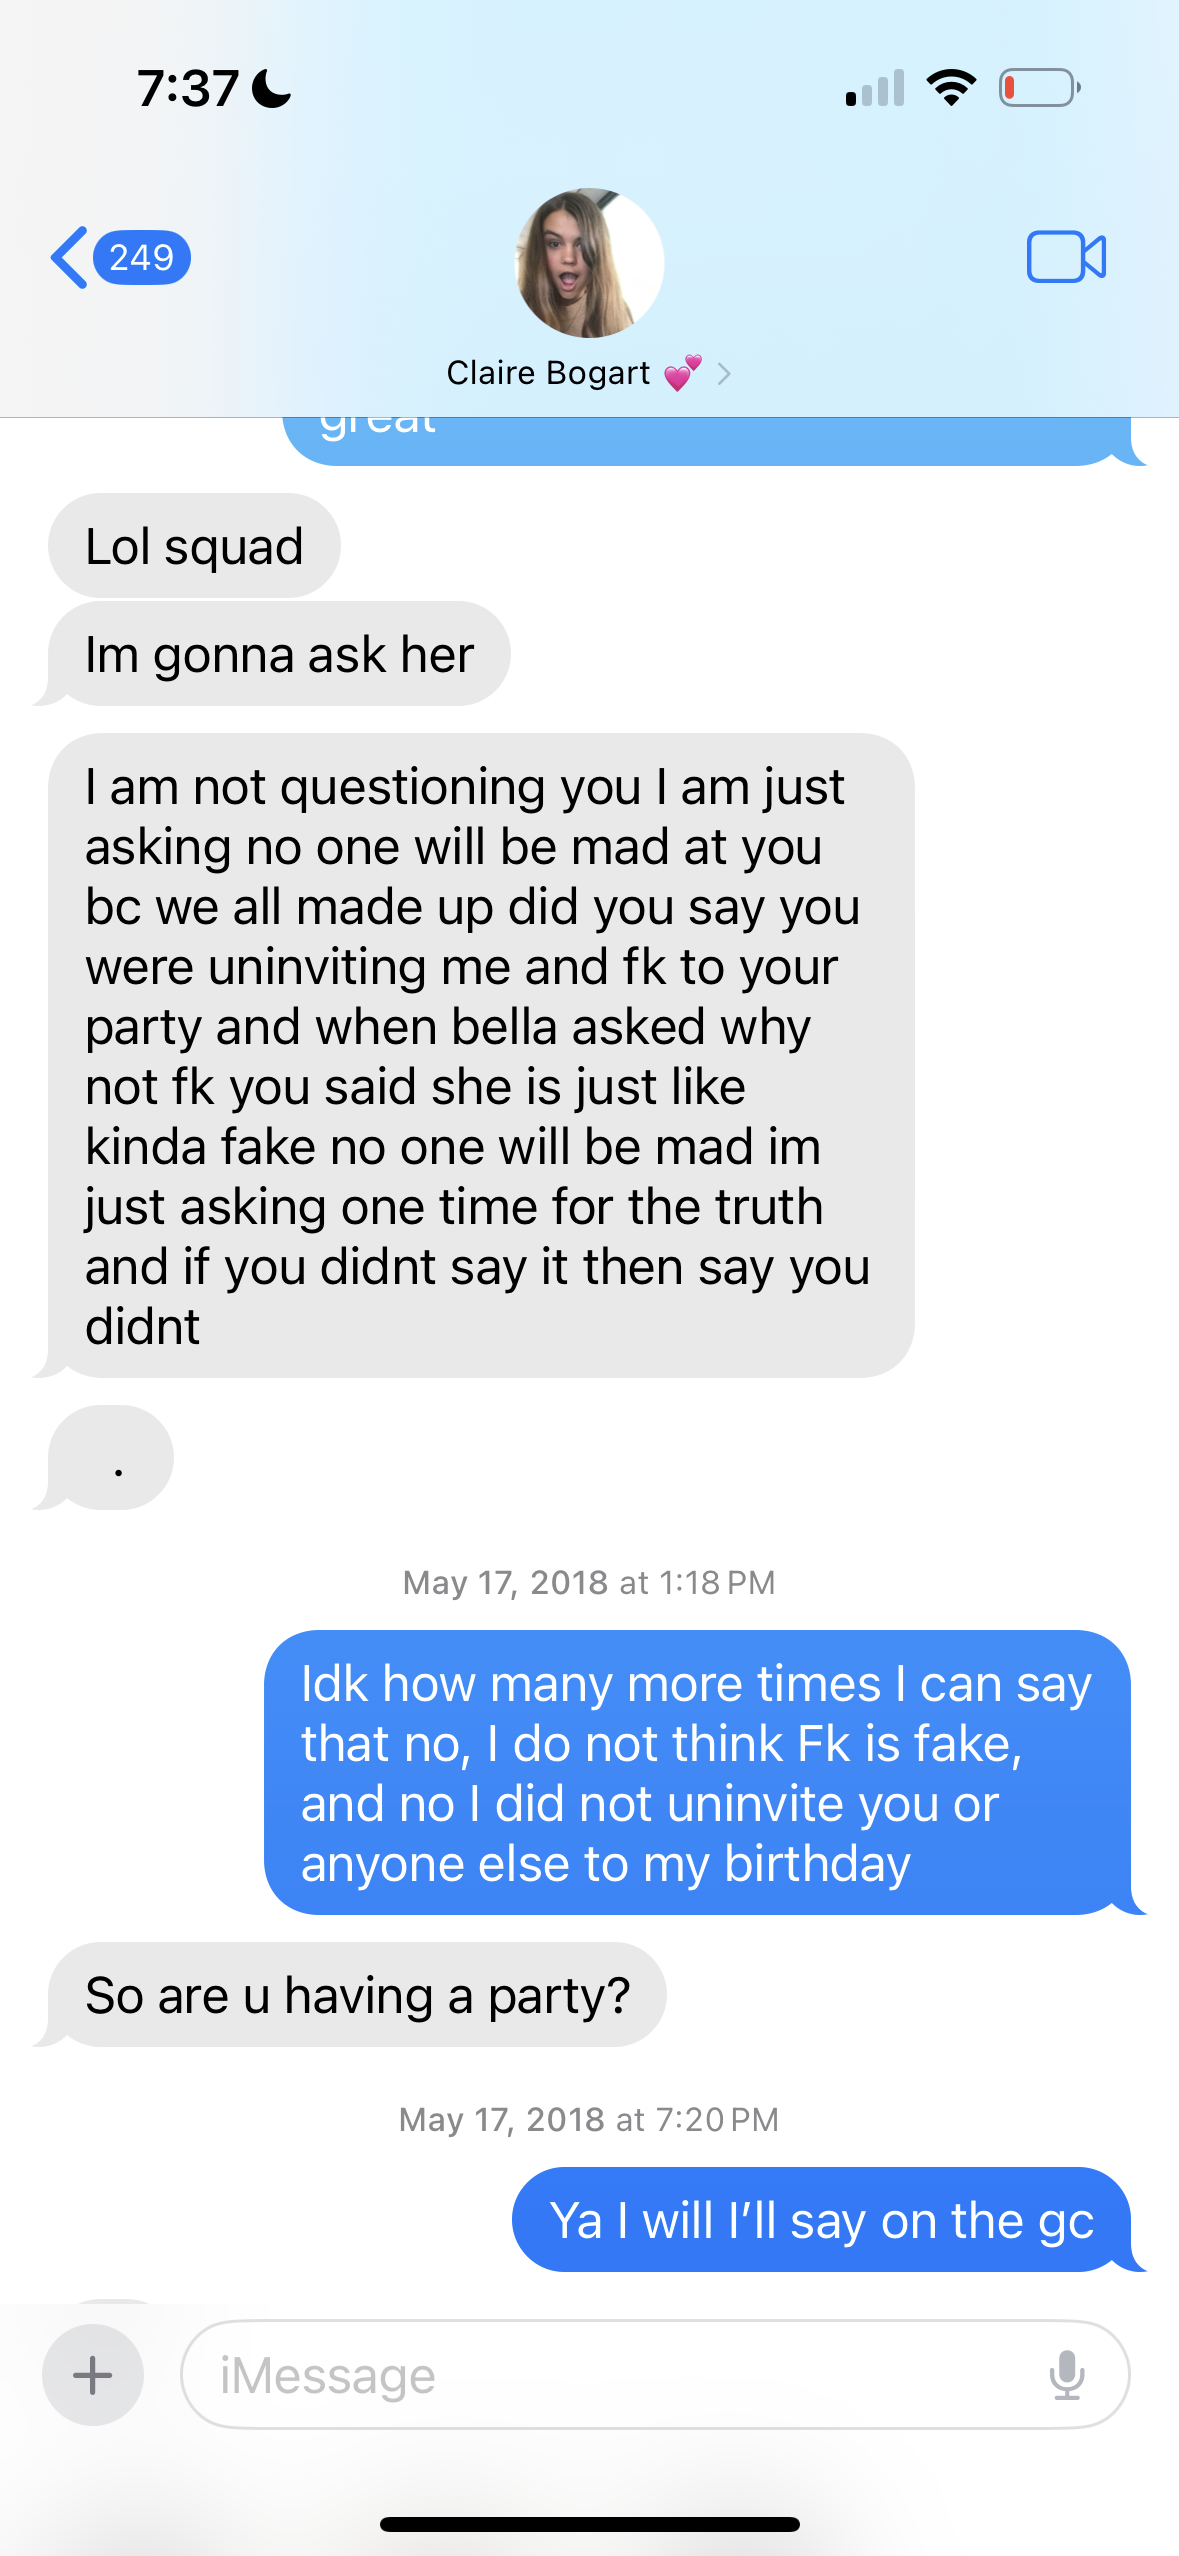 7:37
249
Claire Bogart 💕
great
Lol squad
Im gonna ask her
I am not questioning you I am just
asking no one will be mad at you
bc we all made up did you say you
were uninviting me and fk to your
party and when bella asked why
not fk you said she is just like
kinda fake no one will be mad im
just asking one time for the truth
and if you didnt say it then say you
didnt
.
May 17, 2018 at 1:18 PM
Idk how many more times I can say
that no, I do not think Fk is fake,
and no I did not uninvite you or
anyone else to my birthday
So are u having a party?
May 17, 2018 at 7:20 PM
Ya I will I’ll say on the gc
iMessage